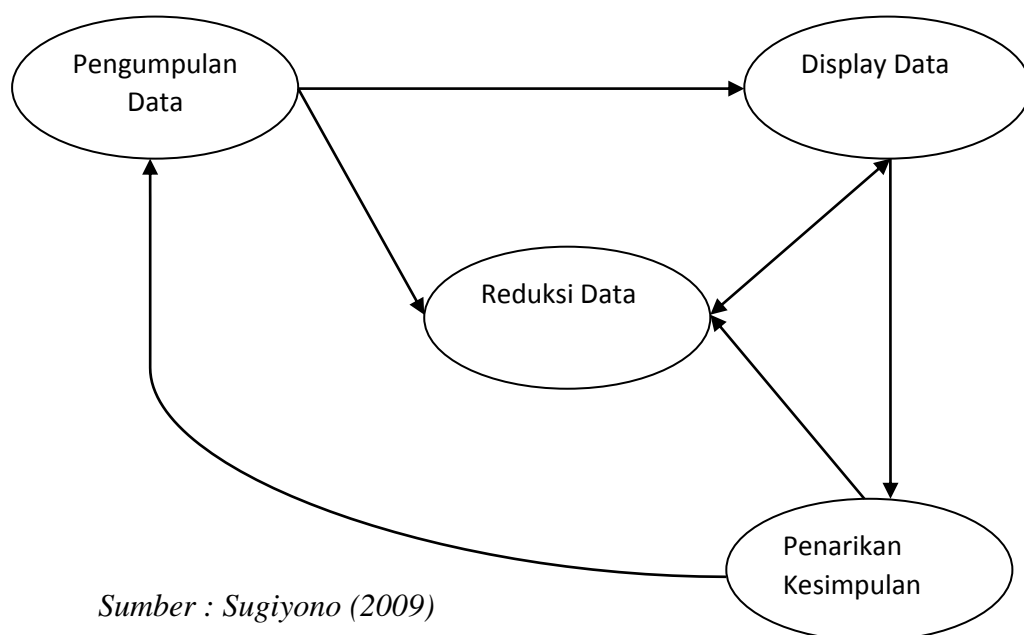 Pengumpulan
Data
Display Data
Reduksi Data
Penarikan
Kesimpulan
Sumber : Sugiyono (2009)